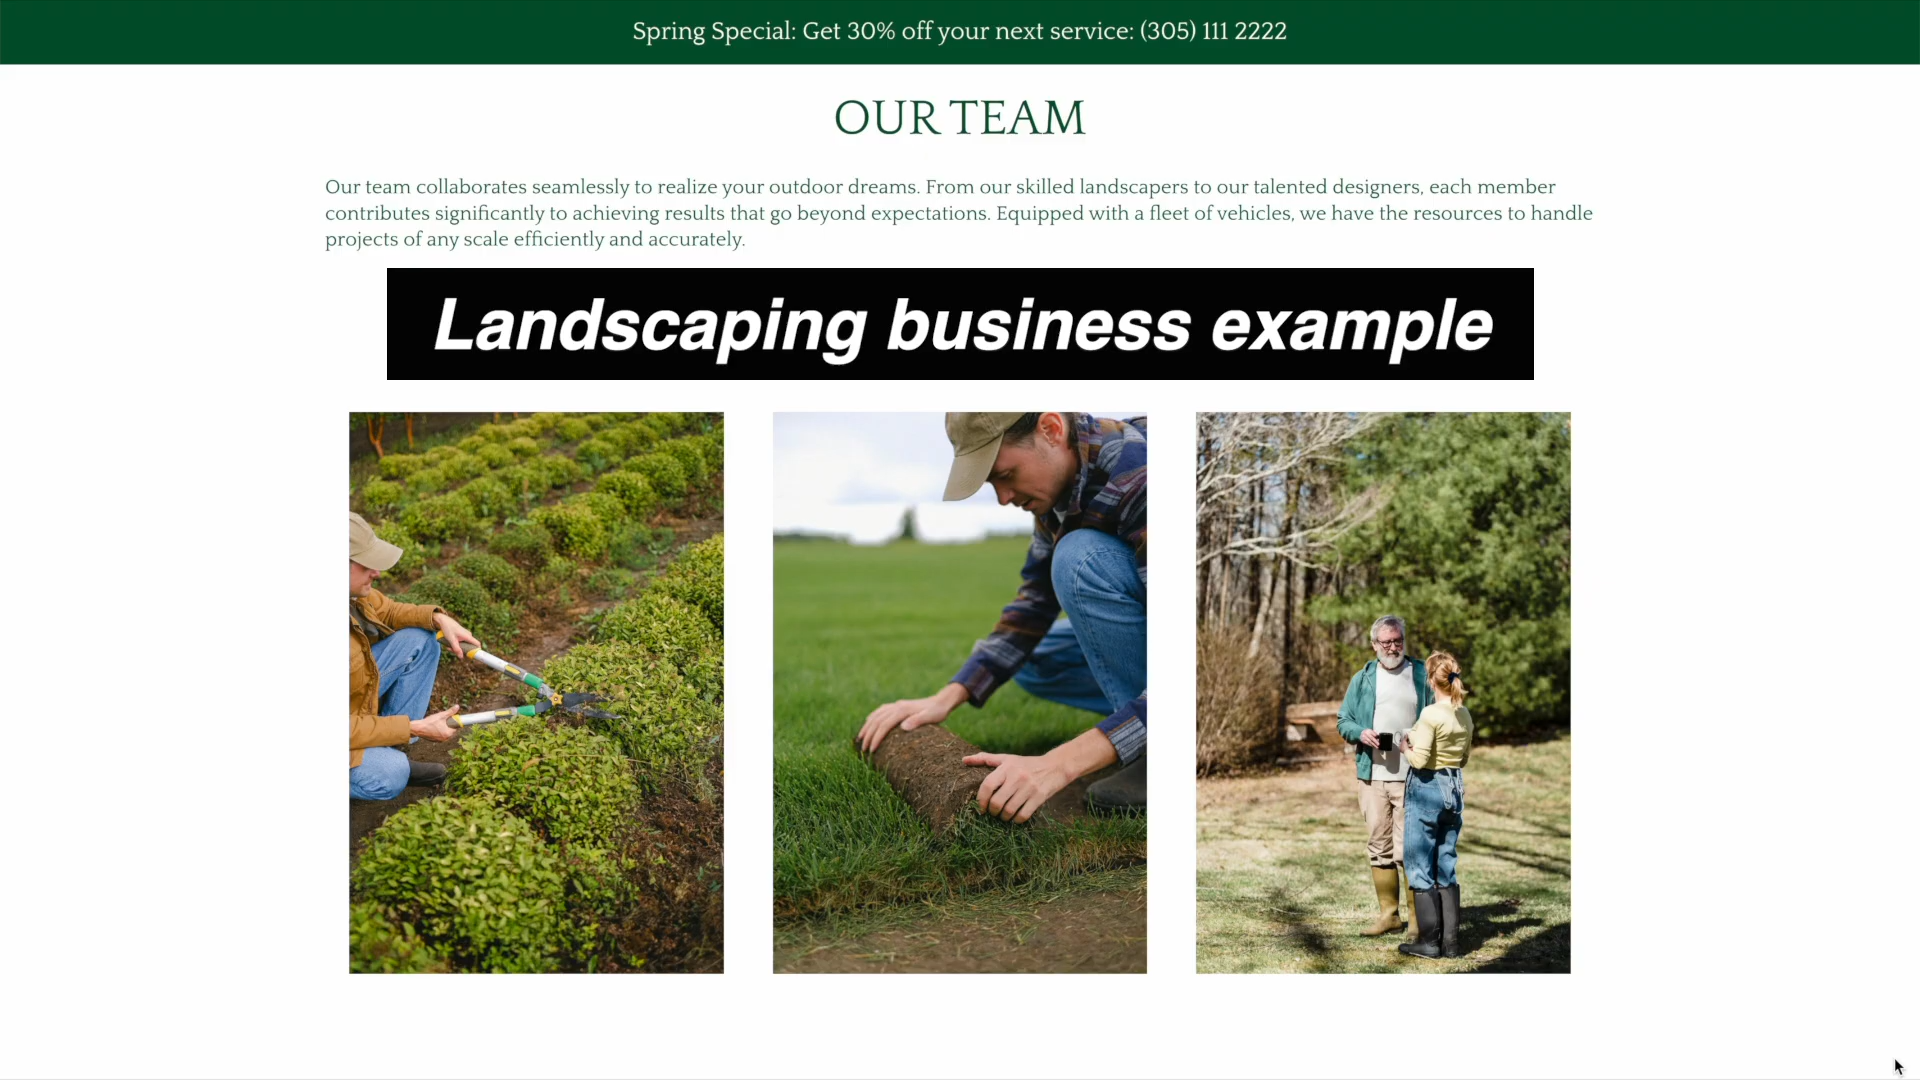 Spring Special: Get 30% off your next service: (305) 111 2222
OUR TEAM
Our team collaborates seamlessly to realize your outdoor dreams. From our skilled landscapers to our talented designers, each member
contributes significantly to achieving results that go beyond expectations. Equipped with a fleet of vehicles, we have the resources to handle
projects of any scale efficiently and accurately.
Landscaping business example